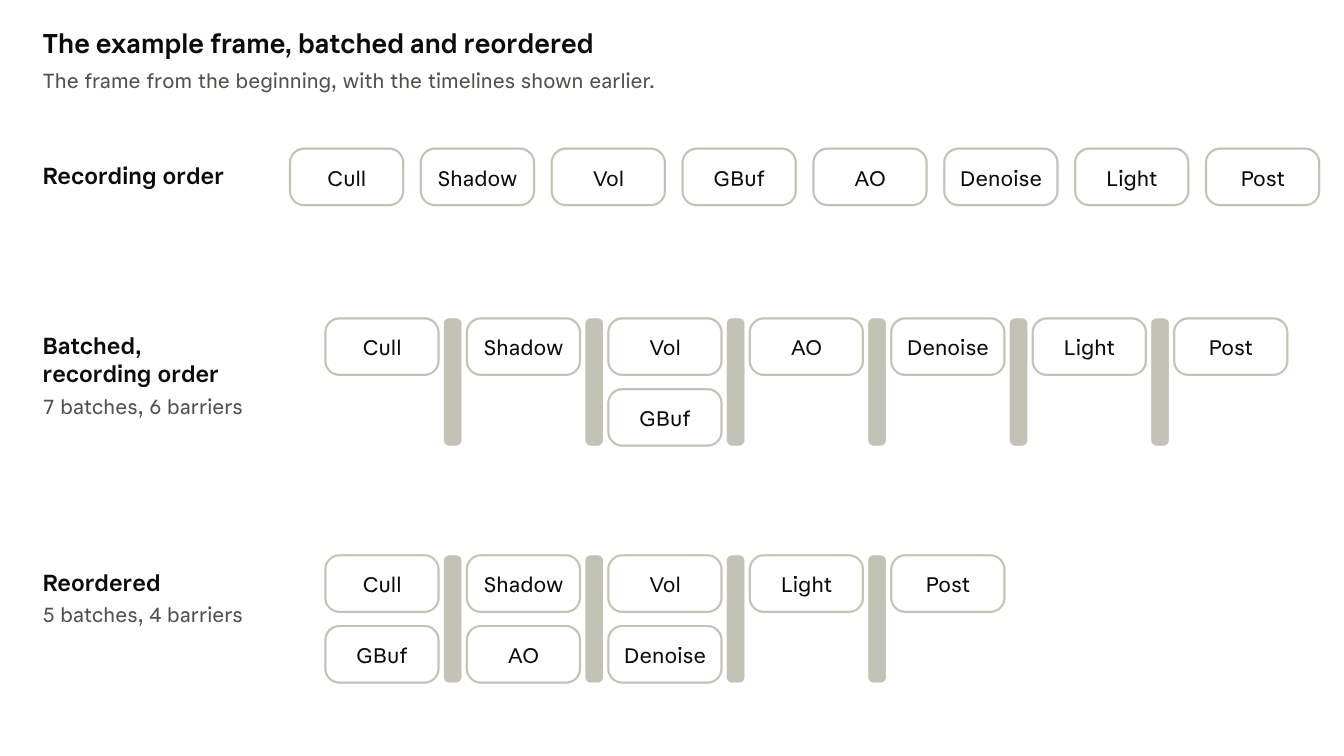 The example frame, batched and reordered
The frame from the beginning, with the timelines shown earlier.
Recording order
Cull Shadow Vol GBuf AO Denoise Light Post
Batched,
recording order
7 batches, 6 barriers
Cull Shadow Vol AO Denoise Light Post
GBuf
Reordered
5 batches, 4 barriers
Cull Shadow Vol Light Post
GBuf AO Denoise